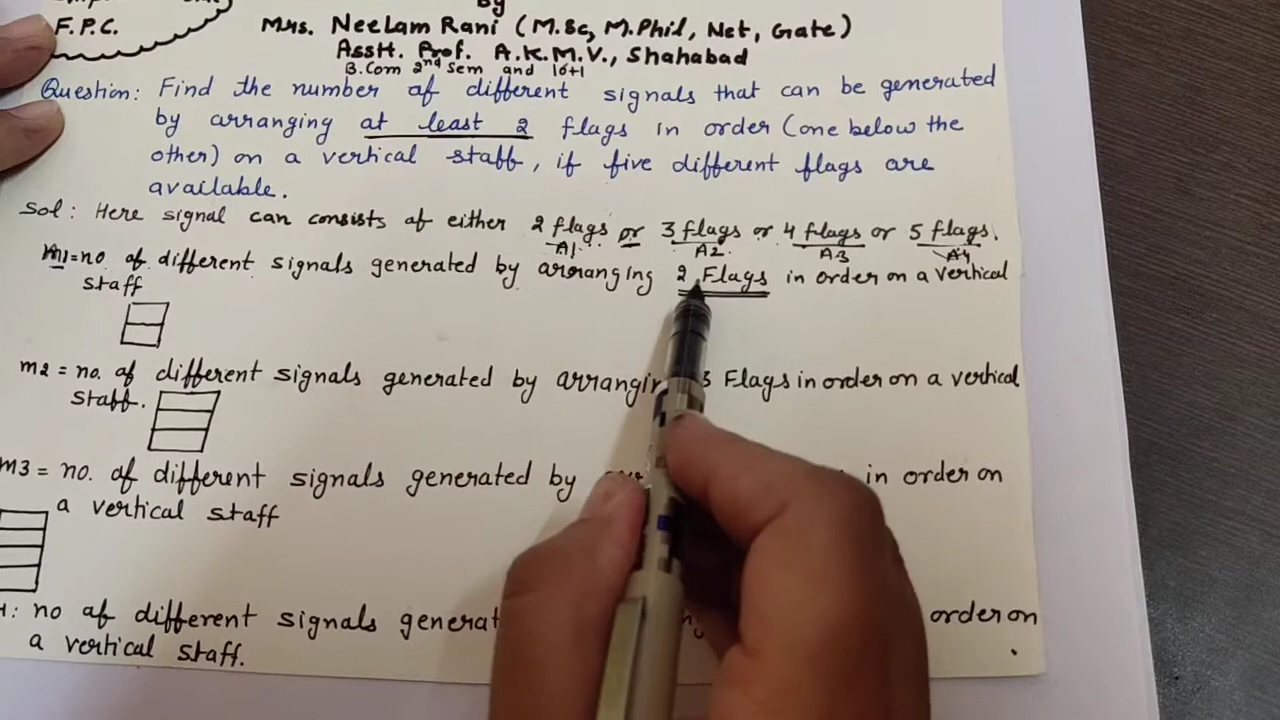 by
F.P.C.
Mrs. Neelam Rani (M.Sc, M.Phil, Net, Gate)
Asstt. Prof. A.K.M.V., Shahabad
B.Com 2nd Sem and 10+1
Question: Find the number of different signals that can be generated
by arranging at least 2 flags in order (one below the
other) on a vertical staff, if five different flags are
available.
Sol: Here signal can consists of either 2 flags or 3 flags or 4 flags or 5 flags.
A1 A2 A3 A4
m1=no. of different signals generated by arranging 2 Flags in order on a vertical
staff
m2 = no. of different signals generated by arranging 3 Flags in order on a vertical
staff.
m3 = no. of different signals generated by in order on
a vertical staff
no of different signals order on
a vertical staff.